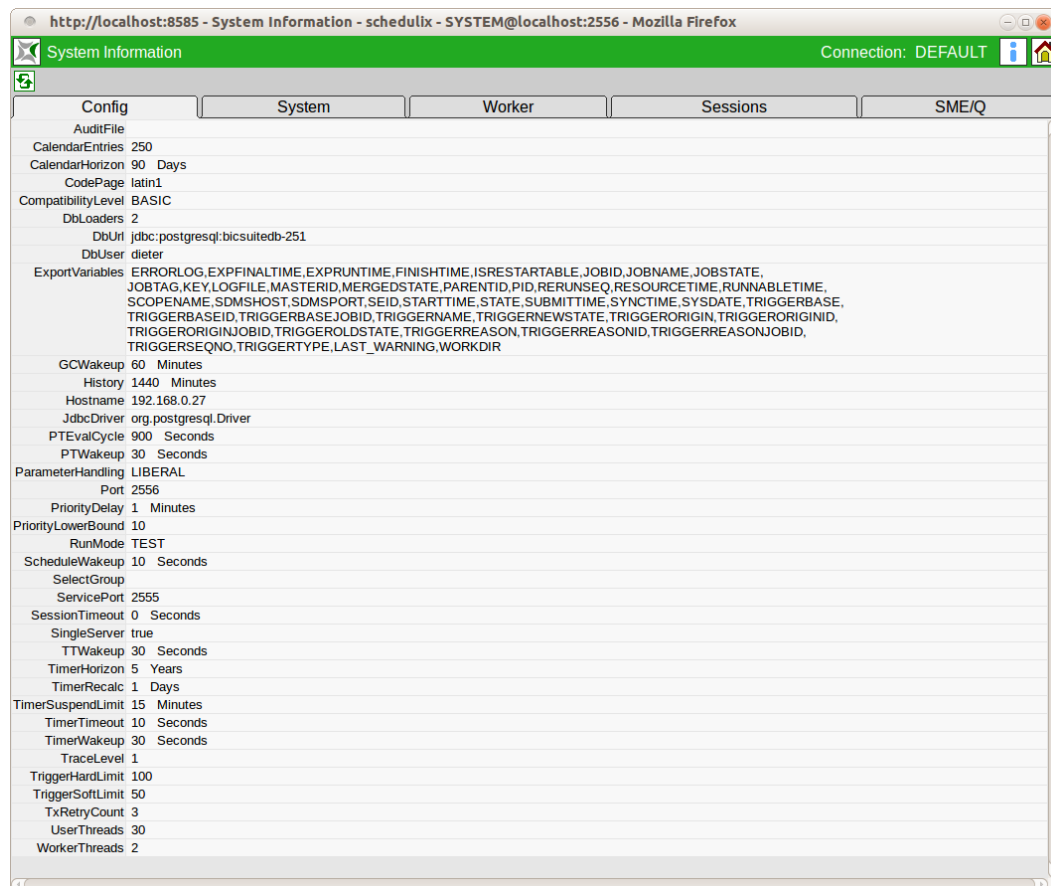 http://localhost:8585 - System Information - schedulix - SYSTEM@localhost:2556 - Mozilla Firefox
System Information Connection: DEFAULT
Config System Worker Sessions SME/Q
AuditFile
CalendarEntries 250
CalendarHorizon 90 Days
CodePage latin1
CompatibilityLevel BASIC
DbLoaders 2
DbUrl jdbc:postgresql:bicsuitedb-251
DbUser dieter
ExportVariables ERRORLOG,EXPFINALTIME,EXPRUNTIME,FINISHTIME,ISRESTARTABLE,JOBID,JOBNAME,JOBSTATE,
JOBTAG,KEY,LOGFILE,MASTERID,MERGEDSTATE,PARENTID,PID,RERUNSEQ,RESOURCETIME,RUNNABLETIME,
SCOPENAME,SDMSHOST,SDMSPORT,SEID,STARTTIME,STATE,SUBMITTIME,SYNCTIME,SYSDATE,TRIGGERBASE,
TRIGGERBASEID,TRIGGERBASEJOBID,TRIGGERNAME,TRIGGERNEWSTATE,TRIGGERORIGIN,TRIGGERORIGINID,
TRIGGERORIGINJOBID,TRIGGEROLDSTATE,TRIGGERREASON,TRIGGERREASONID,TRIGGERREASONJOBID,
TRIGGERSEQNO,TRIGGERTYPE,LAST_WARNING,WORKDIR
GCWakeup 60 Minutes
History 1440 Minutes
Hostname 192.168.0.27
JdbcDriver org.postgresql.Driver
PTEvalCycle 900 Seconds
PTWakeup 30 Seconds
ParameterHandling LIBERAL
Port 2556
PriorityDelay 1 Minutes
PriorityLowerBound 10
RunMode TEST
ScheduleWakeup 10 Seconds
SelectGroup
ServicePort 2555
SessionTimeout 0 Seconds
SingleServer true
TTWakeup 30 Seconds
TimerHorizon 5 Years
TimerRecalc 1 Days
TimerSuspendLimit 15 Minutes
TimerTimeout 10 Seconds
TimerWakeup 30 Seconds
TraceLevel 1
TriggerHardLimit 100
TriggerSoftLimit 50
TxRetryCount 3
UserThreads 30
WorkerThreads 2